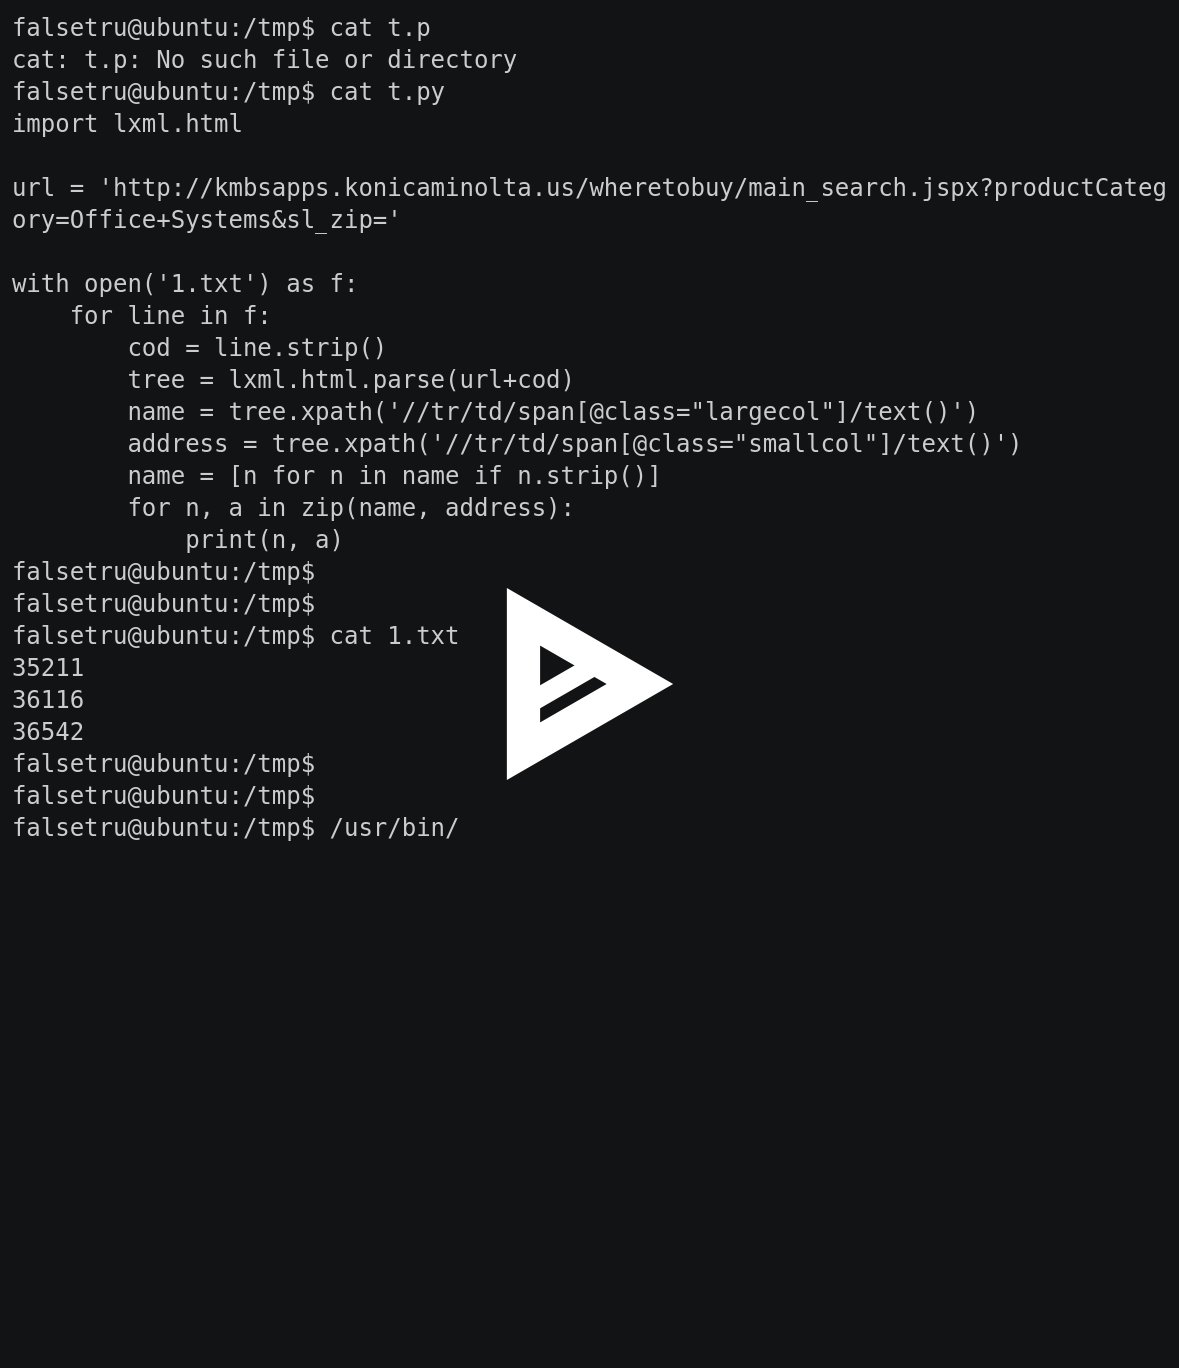 falsetru@ubuntu:/tmp$ cat t.p
cat: t.p: No such file or directory
falsetru@ubuntu:/tmp$ cat t.py
import lxml.html

url = 'http://kmbsapps.konicaminolta.us/wheretobuy/main_search.jspx?productCateg
ory=Office+Systems&sl_zip='

with open('1.txt') as f:
    for line in f:
        cod = line.strip()
        tree = lxml.html.parse(url+cod)
        name = tree.xpath('//tr/td/span[@class="largecol"]/text()')
        address = tree.xpath('//tr/td/span[@class="smallcol"]/text()')
        name = [n for n in name if n.strip()]
        for n, a in zip(name, address):
            print(n, a)
falsetru@ubuntu:/tmp$
falsetru@ubuntu:/tmp$
falsetru@ubuntu:/tmp$ cat 1.txt
35211
36116
36542
falsetru@ubuntu:/tmp$
falsetru@ubuntu:/tmp$
falsetru@ubuntu:/tmp$ /usr/bin/